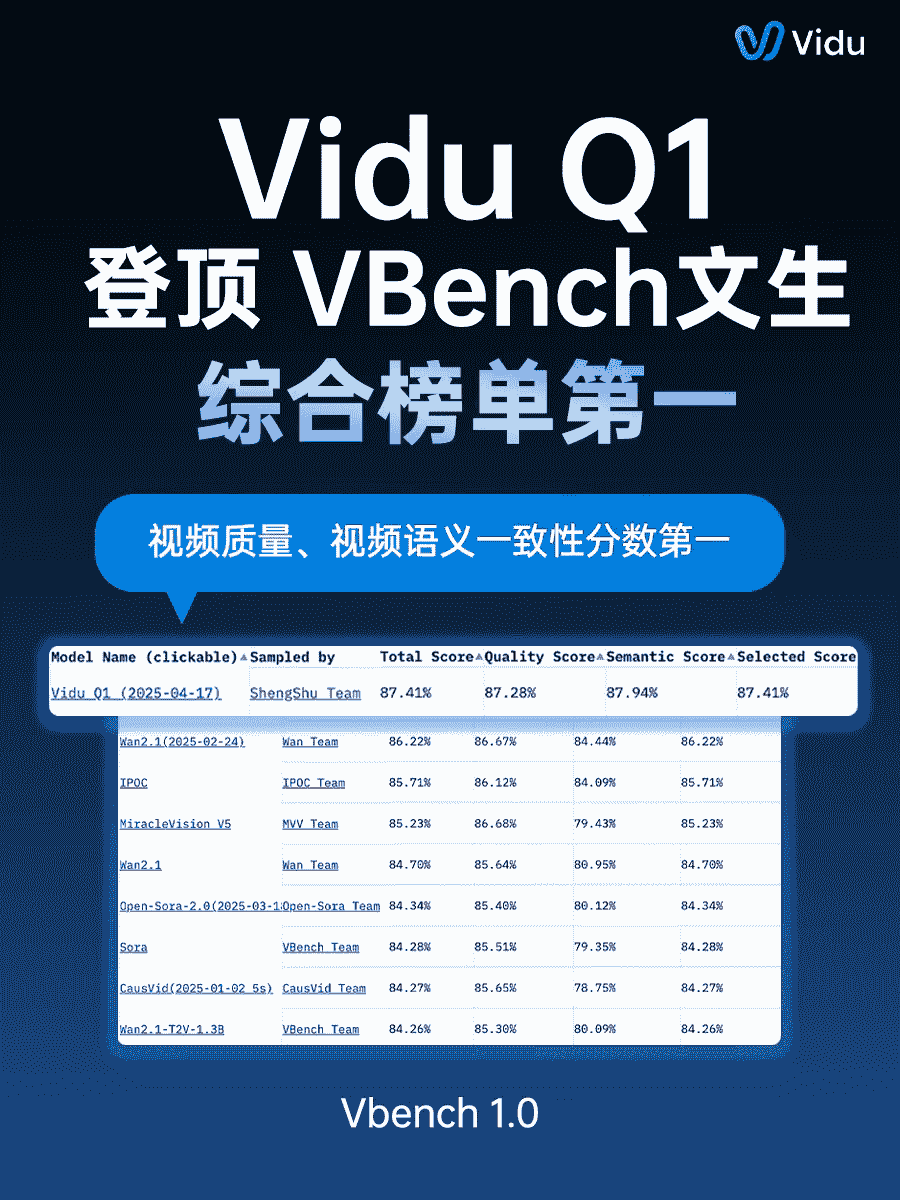 Vidu
Vidu Q1
登顶 VBench文生
综合榜单第一
视频质量、视频语义一致性分数第一
Model Name (clickable) Sampled by Total Score Quality Score Semantic Score Selected Score
Vidu Q1 (2025-04-17) ShengShu Team 87.41% 87.28% 87.94% 87.41%
Wan2.1(2025-02-24) Wan Team 86.22% 86.67% 84.44% 86.22%
IPOC IPOC Team 85.71% 86.12% 84.09% 85.71%
MiracleVision V5 MVV Team 85.23% 86.68% 79.43% 85.23%
Wan2.1 Wan Team 84.70% 85.64% 80.95% 84.70%
Open-Sora-2.0(2025-03-1 Open-Sora Team 84.34% 85.40% 80.12% 84.34%
Sora VBench Team 84.28% 85.51% 79.35% 84.28%
CausVid(2025-01-02 5s) CausVid Team 84.27% 85.65% 78.75% 84.27%
Wan2.1-T2V-1.3B VBench Team 84.26% 85.30% 80.09% 84.26%
Vbench 1.0